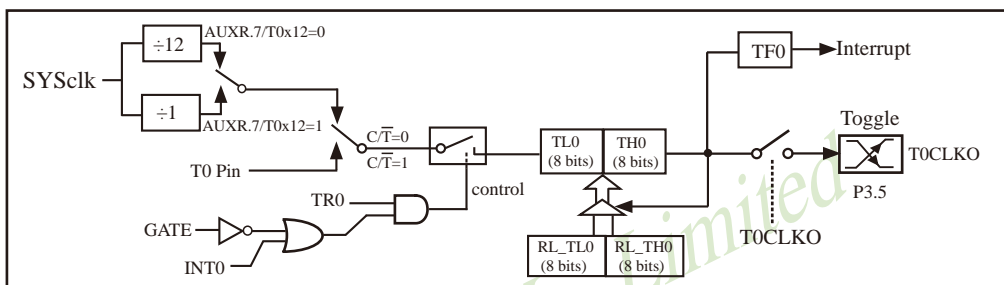 ÷12
AUXR.7/T0x12=0
SYSclk
÷1
AUXR.7/T0x12=1
C/T̅=0
C/T̅=1
T0 Pin
control
TR0
GATE
INT0
TL0
(8 bits)
TH0
(8 bits)
RL_TL0
(8 bits)
RL_TH0
(8 bits)
TF0
Interrupt
Toggle
T0CLKO
P3.5
T0CLKO
Limited